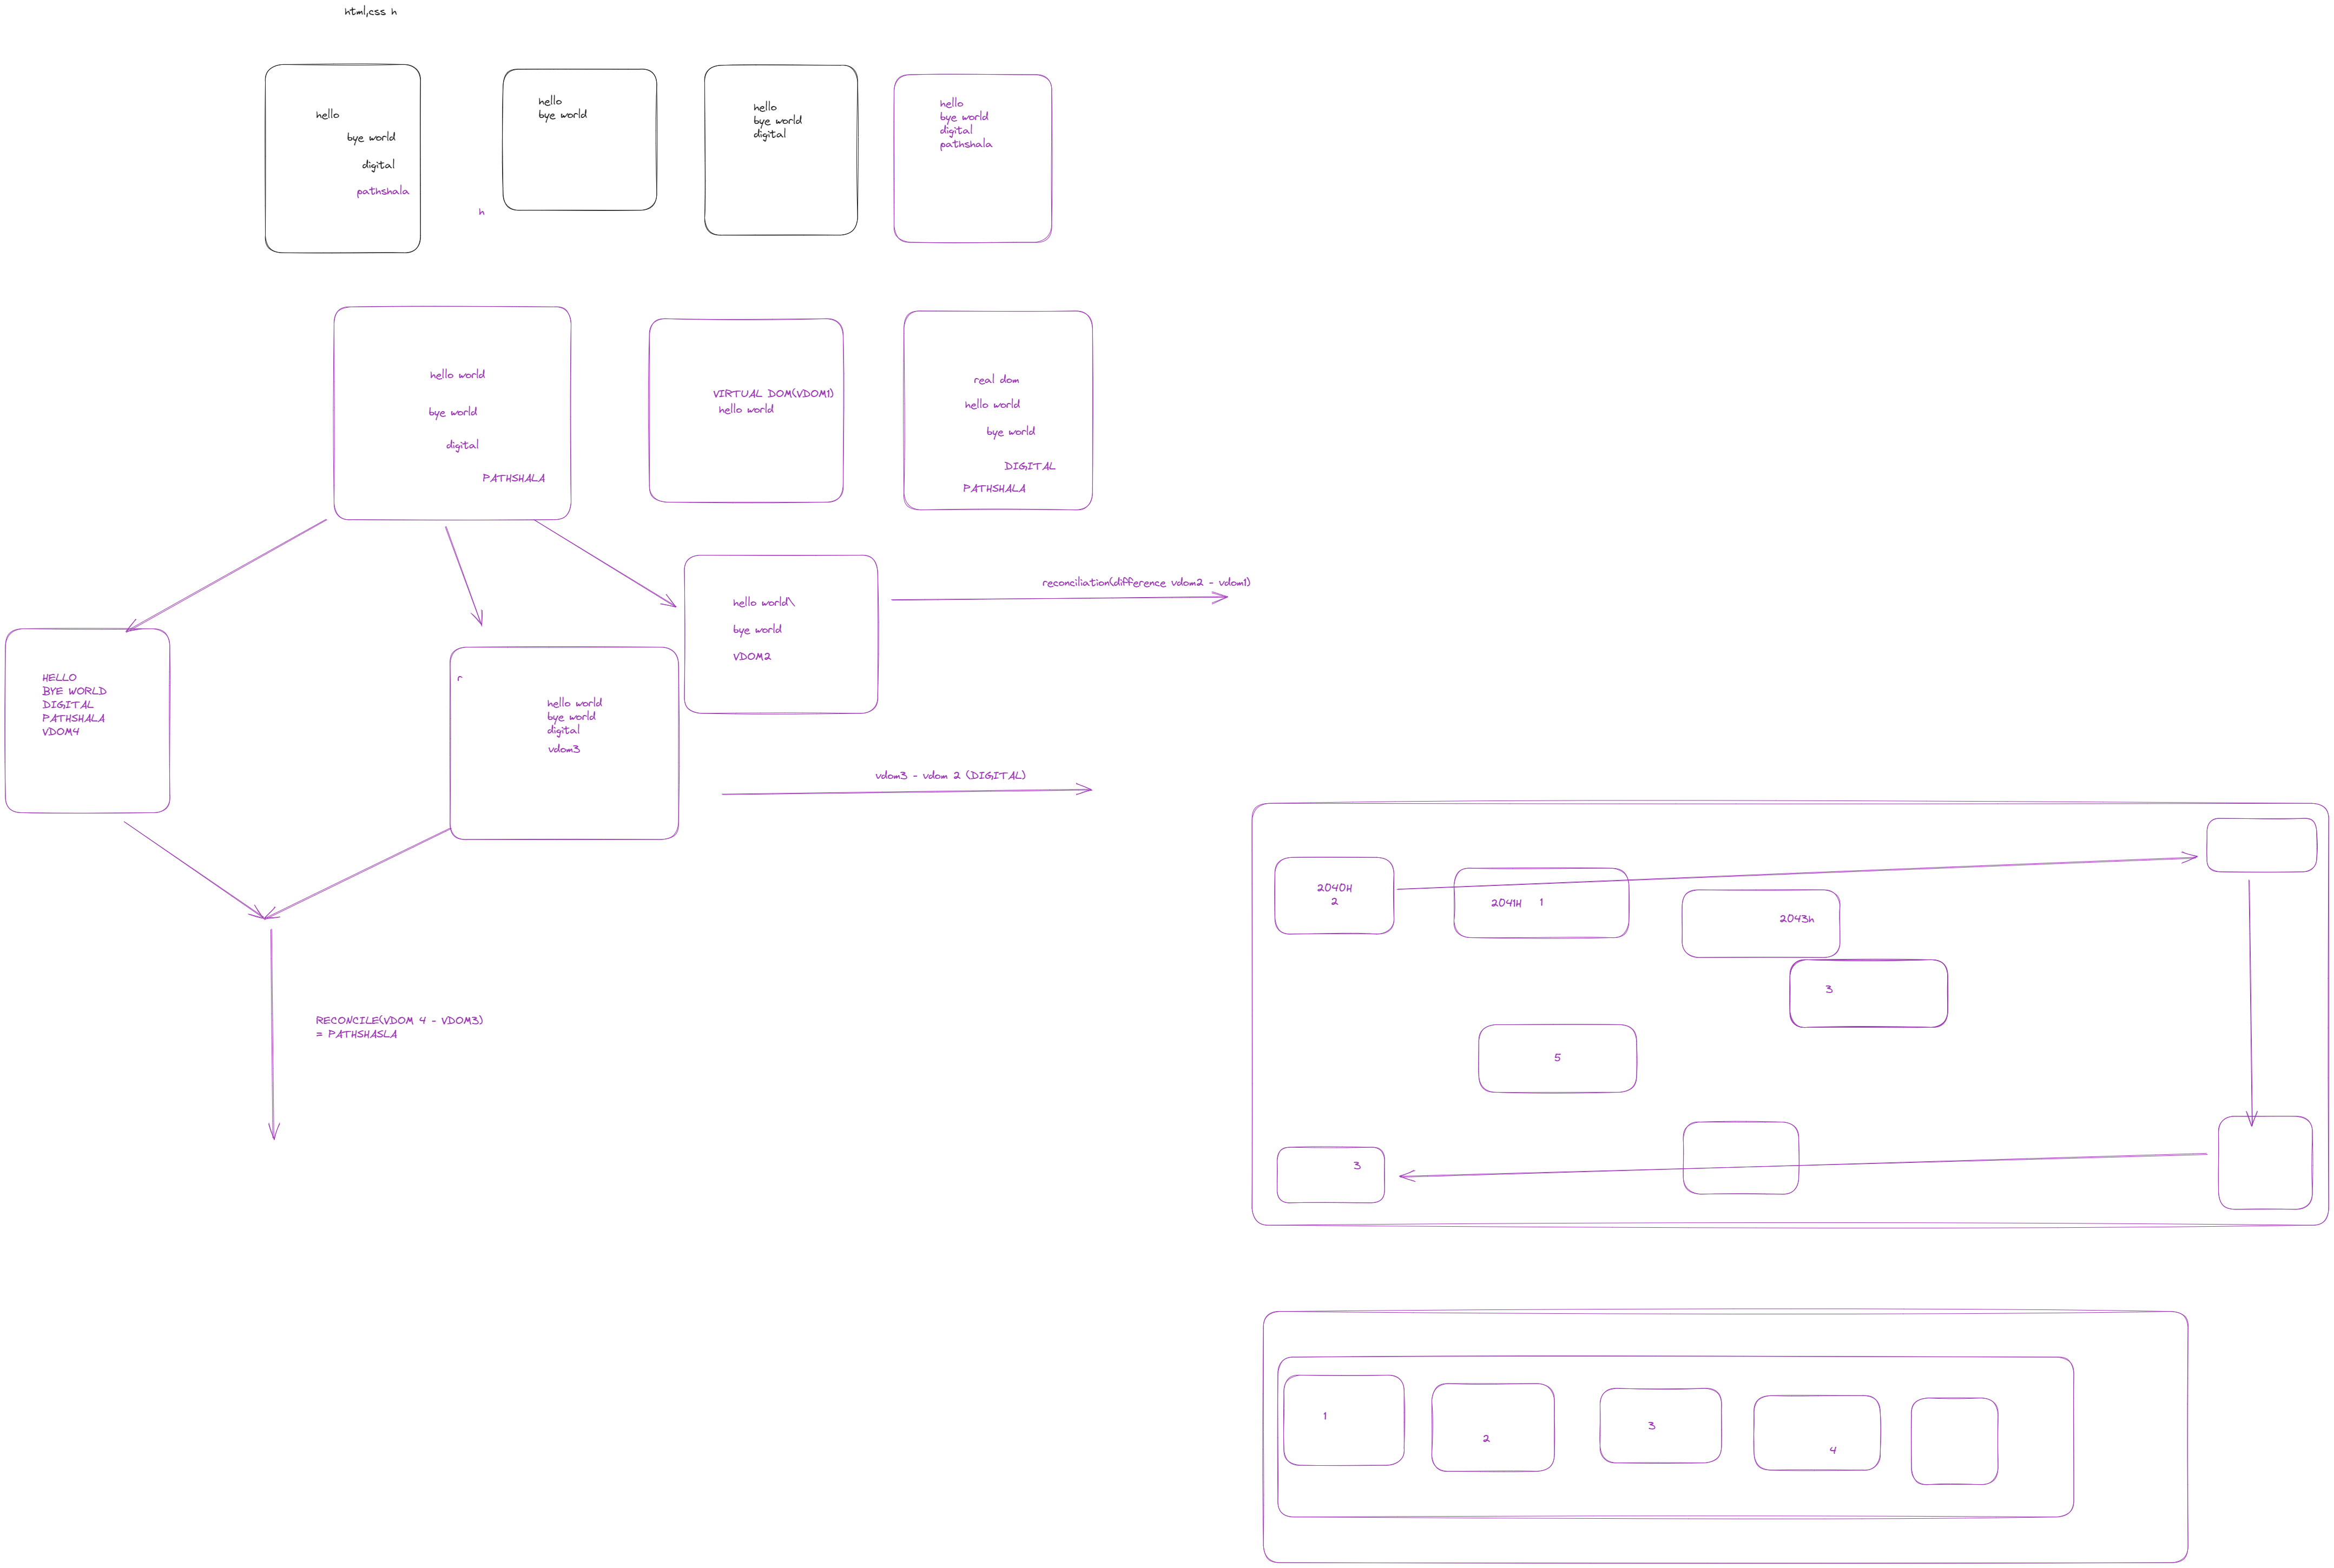 html,css h
hello
bye world
digital
pathshala
hello
bye world
hello
bye world
digital
hello
bye world
digital
pathshala
h
hello world
bye world
digital
PATHSHALA
VIRTUAL DOM(VDOM1)
hello world
real dom
hello world
bye world
DIGITAL
PATHSHALA
hello world\
bye world
VDOM2
reconciliation(difference vdom2 - vdom1)
HELLO
BYE WORLD
DIGITAL
PATHSHALA
VDOM4
r
hello world
bye world
digital
vdom3
vdom3 - vdom 2 (DIGITAL)
RECONCILE(VDOM 4 - VDOM3)
= PATHSHASLA
2040H
2
2041H 1
2043h
3
5
3
1
2
3
4